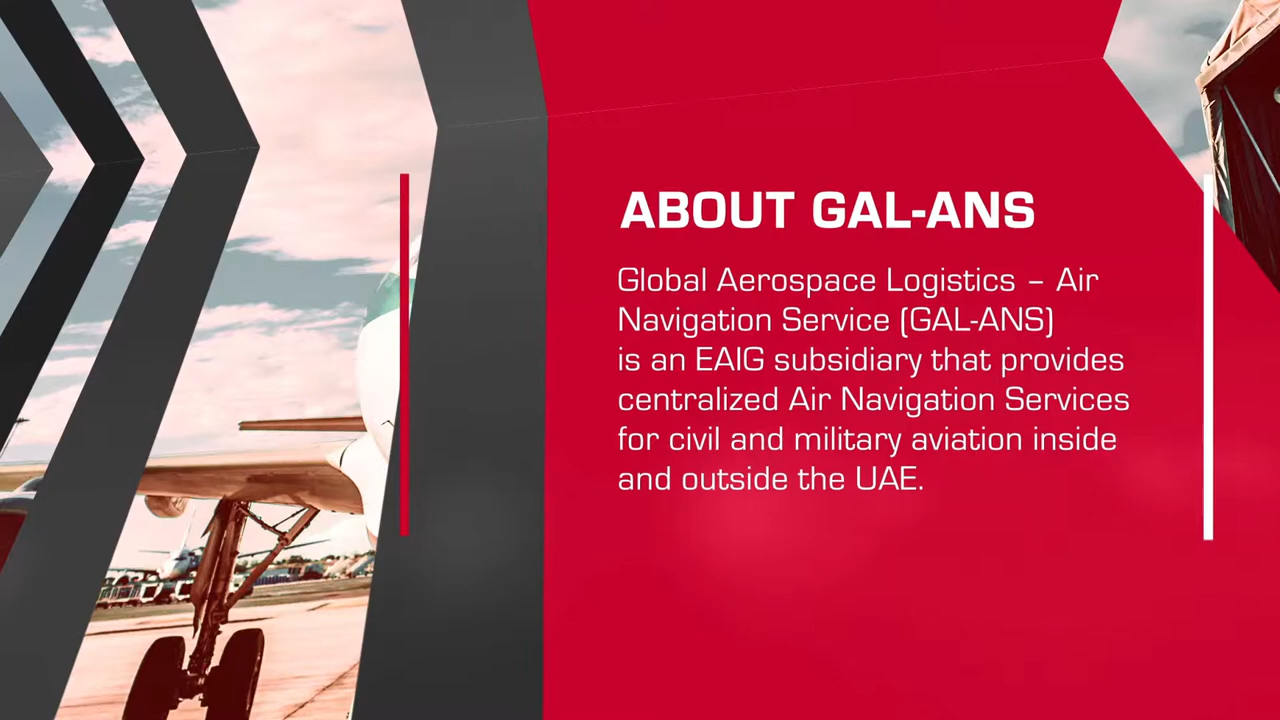 ABOUT GAL-ANS
Global Aerospace Logistics – Air
Navigation Service (GAL-ANS)
is an EAIG subsidiary that provides
centralized Air Navigation Services
for civil and military aviation inside
and outside the UAE.